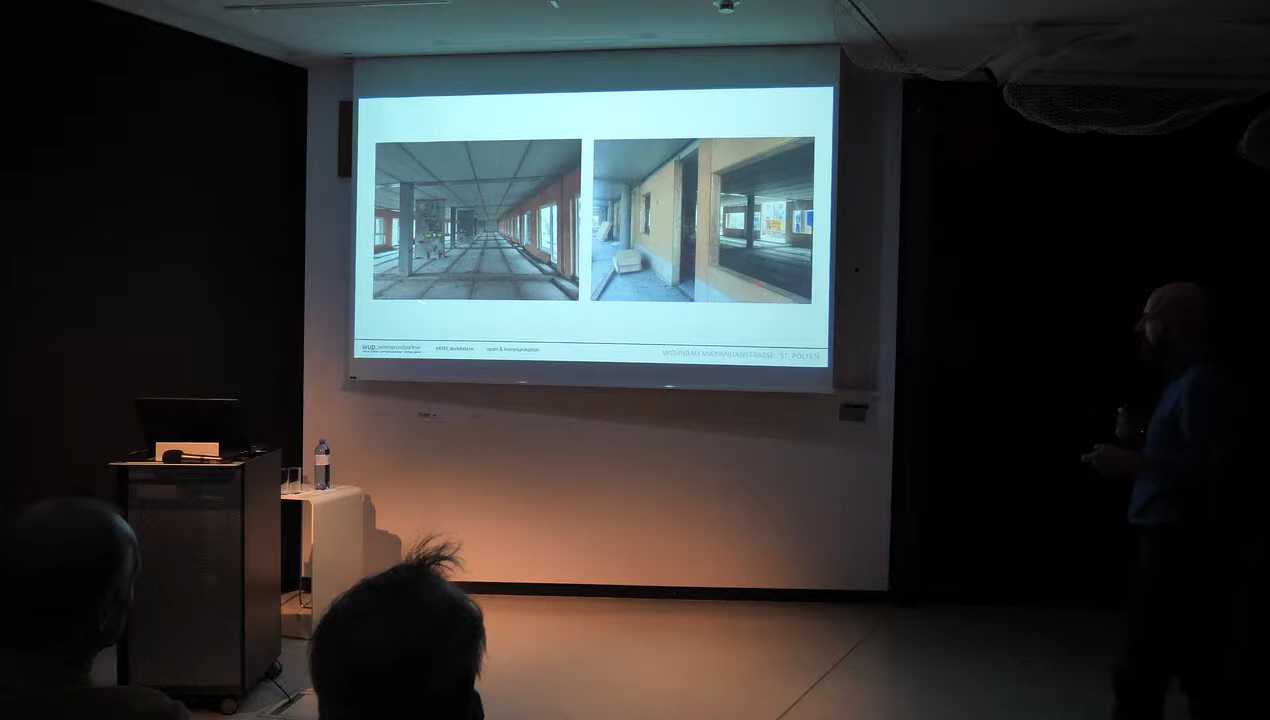 wup_wimmerundpartner
ARTEC Architekten
raum & kommunikation
WOHNBAU MAXIMILIANSTRASSE . ST. PÖLTEN